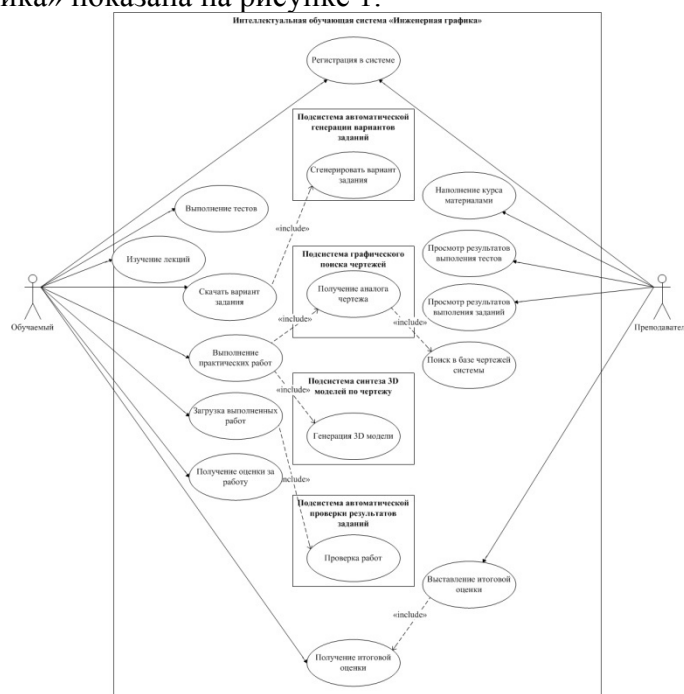 ика» показана на рисунке 1.
Интеллектуальная обучающая система «Инженерная графика»
Регистрация в системе
Подсистема автоматической
генерации вариантов
заданий
Сгенерировать вариант
задания
Наполнение курса
материалами
Выполнение тестов
«include»
Просмотр результатов
выполения тестов
Изучение лекций
Подсистема графического
поиска чертежей
Скачать вариант
задания
Получение аналога
чертежа
Просмотр результатов
выполения заданий
Обучаемый
Преподавател
«include»
«include»
Выполнение
практических работ
Поиск в базе чертежей
системы
Подсистема синтеза 3D
моделей по чертежу
«include»
Загрузка выполненных
работ
Генерация 3D модели
Получение оценки за
работу
include»
Подсистема автоматической
проверки результатов
заданий
Проверка работ
Выставление итоговой
оценки
«include»
Получение итоговой
оценки